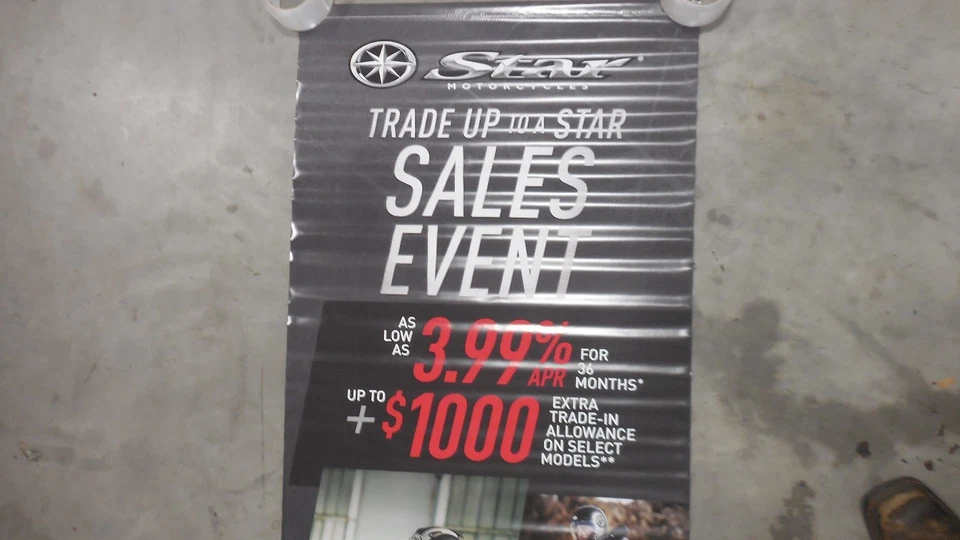 Star
MOTORCYCLES
TRADE UP TO A STAR
SALES
EVENT
AS
LOW
AS
3.99%
APR
FOR
36
MONTHS*
UP TO
+ $1000
EXTRA
TRADE-IN
ALLOWANCE
ON SELECT
MODELS**